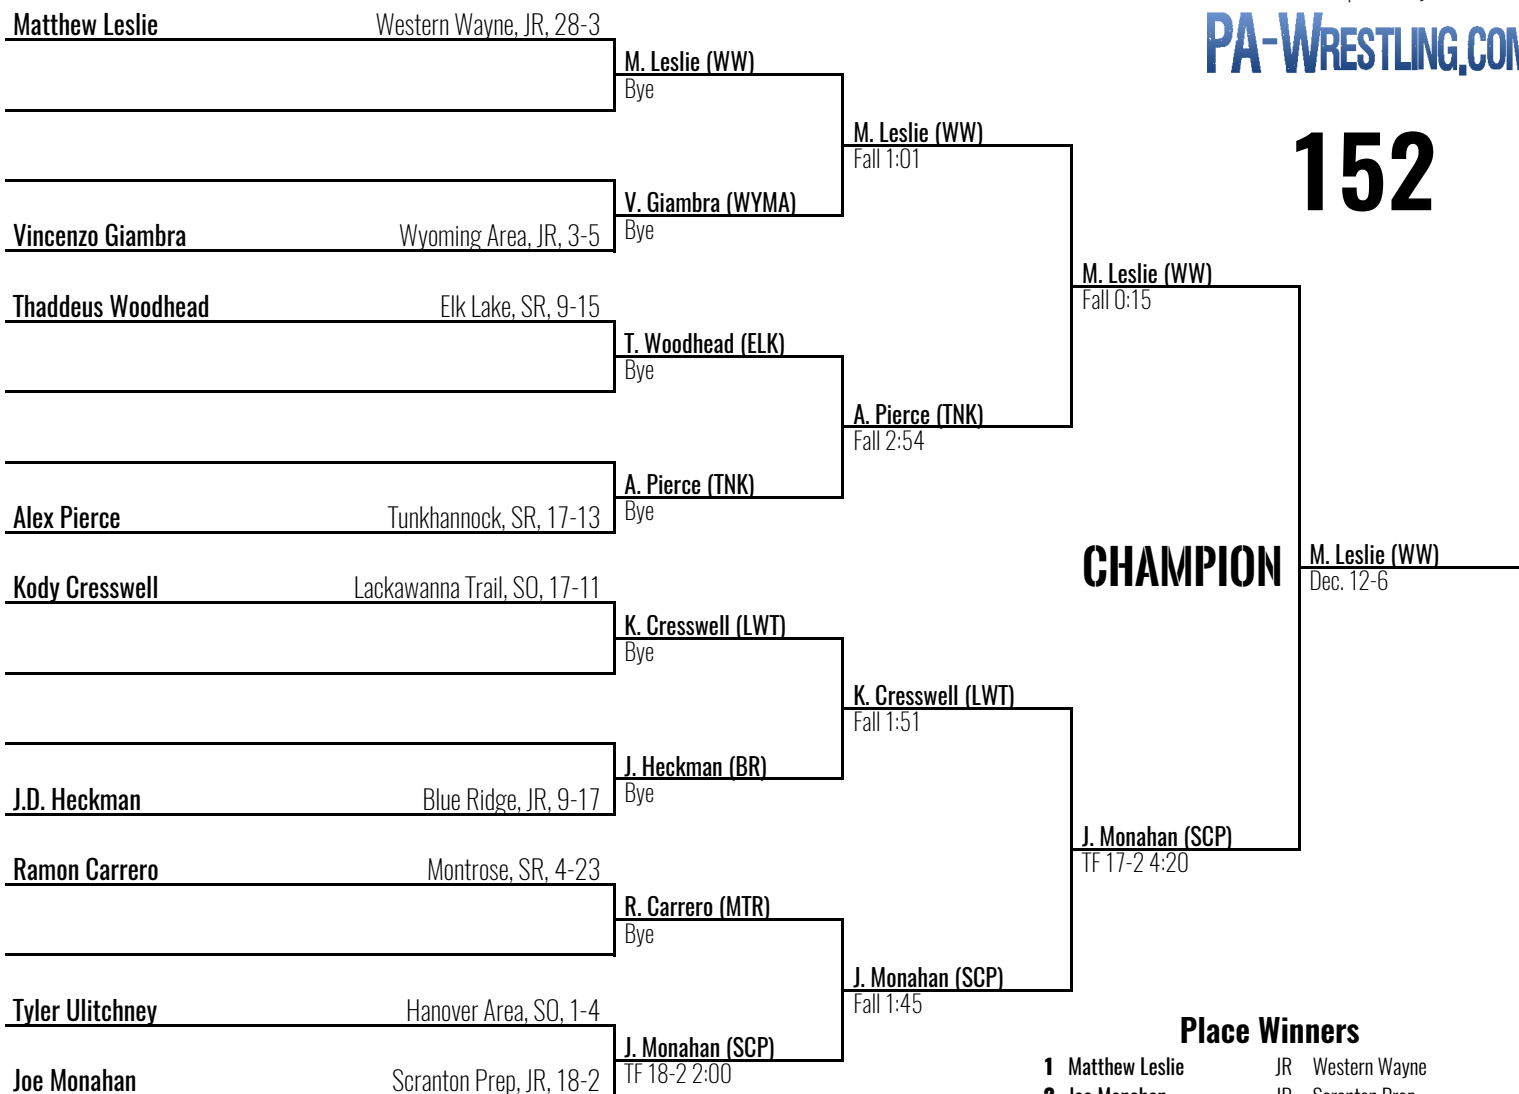 Matthew Leslie Western Wayne, JR, 28-3
M. Leslie (WW)
Bye
Vincenzo Giambra Wyoming Area, JR, 3-5
V. Giambra (WYMA)
Bye
M. Leslie (WW)
Fall 1:01
Thaddeus Woodhead Elk Lake, SR, 9-15
T. Woodhead (ELK)
Bye
Alex Pierce Tunkhannock, SR, 17-13
A. Pierce (TNK)
Bye
A. Pierce (TNK)
Fall 2:54
M. Leslie (WW)
Fall 0:15
Kody Cresswell Lackawanna Trail, SO, 17-11
K. Cresswell (LWT)
Bye
J.D. Heckman Blue Ridge, JR, 9-17
J. Heckman (BR)
Bye
K. Cresswell (LWT)
Fall 1:51
Ramon Carrero Montrose, SR, 4-23
R. Carrero (MTR)
Bye
Tyler Ulitchney Hanover Area, SO, 1-4
Joe Monahan Scranton Prep, JR, 18-2
J. Monahan (SCP)
TF 18-2 2:00
J. Monahan (SCP)
Fall 1:45
J. Monahan (SCP)
TF 17-2 4:20
CHAMPION
M. Leslie (WW)
Dec. 12-6
PA-WRESTLING.COM
152
Place Winners
1 Matthew Leslie JR Western Wayne
2 Joe Monahan JR Scranton Prep